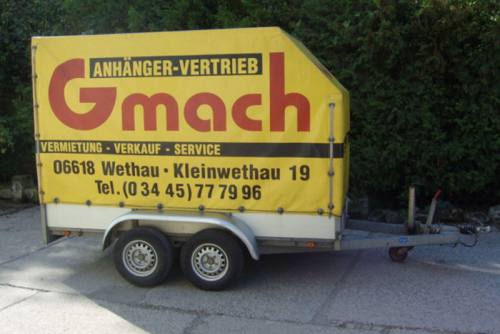 ANHÄNGER-VERTRIEB
Gmach
VERMIETUNG - VERKAUF - SERVICE
06618 Wethau · Kleinwethau 19
Tel. (0 34 45) 77 79 96